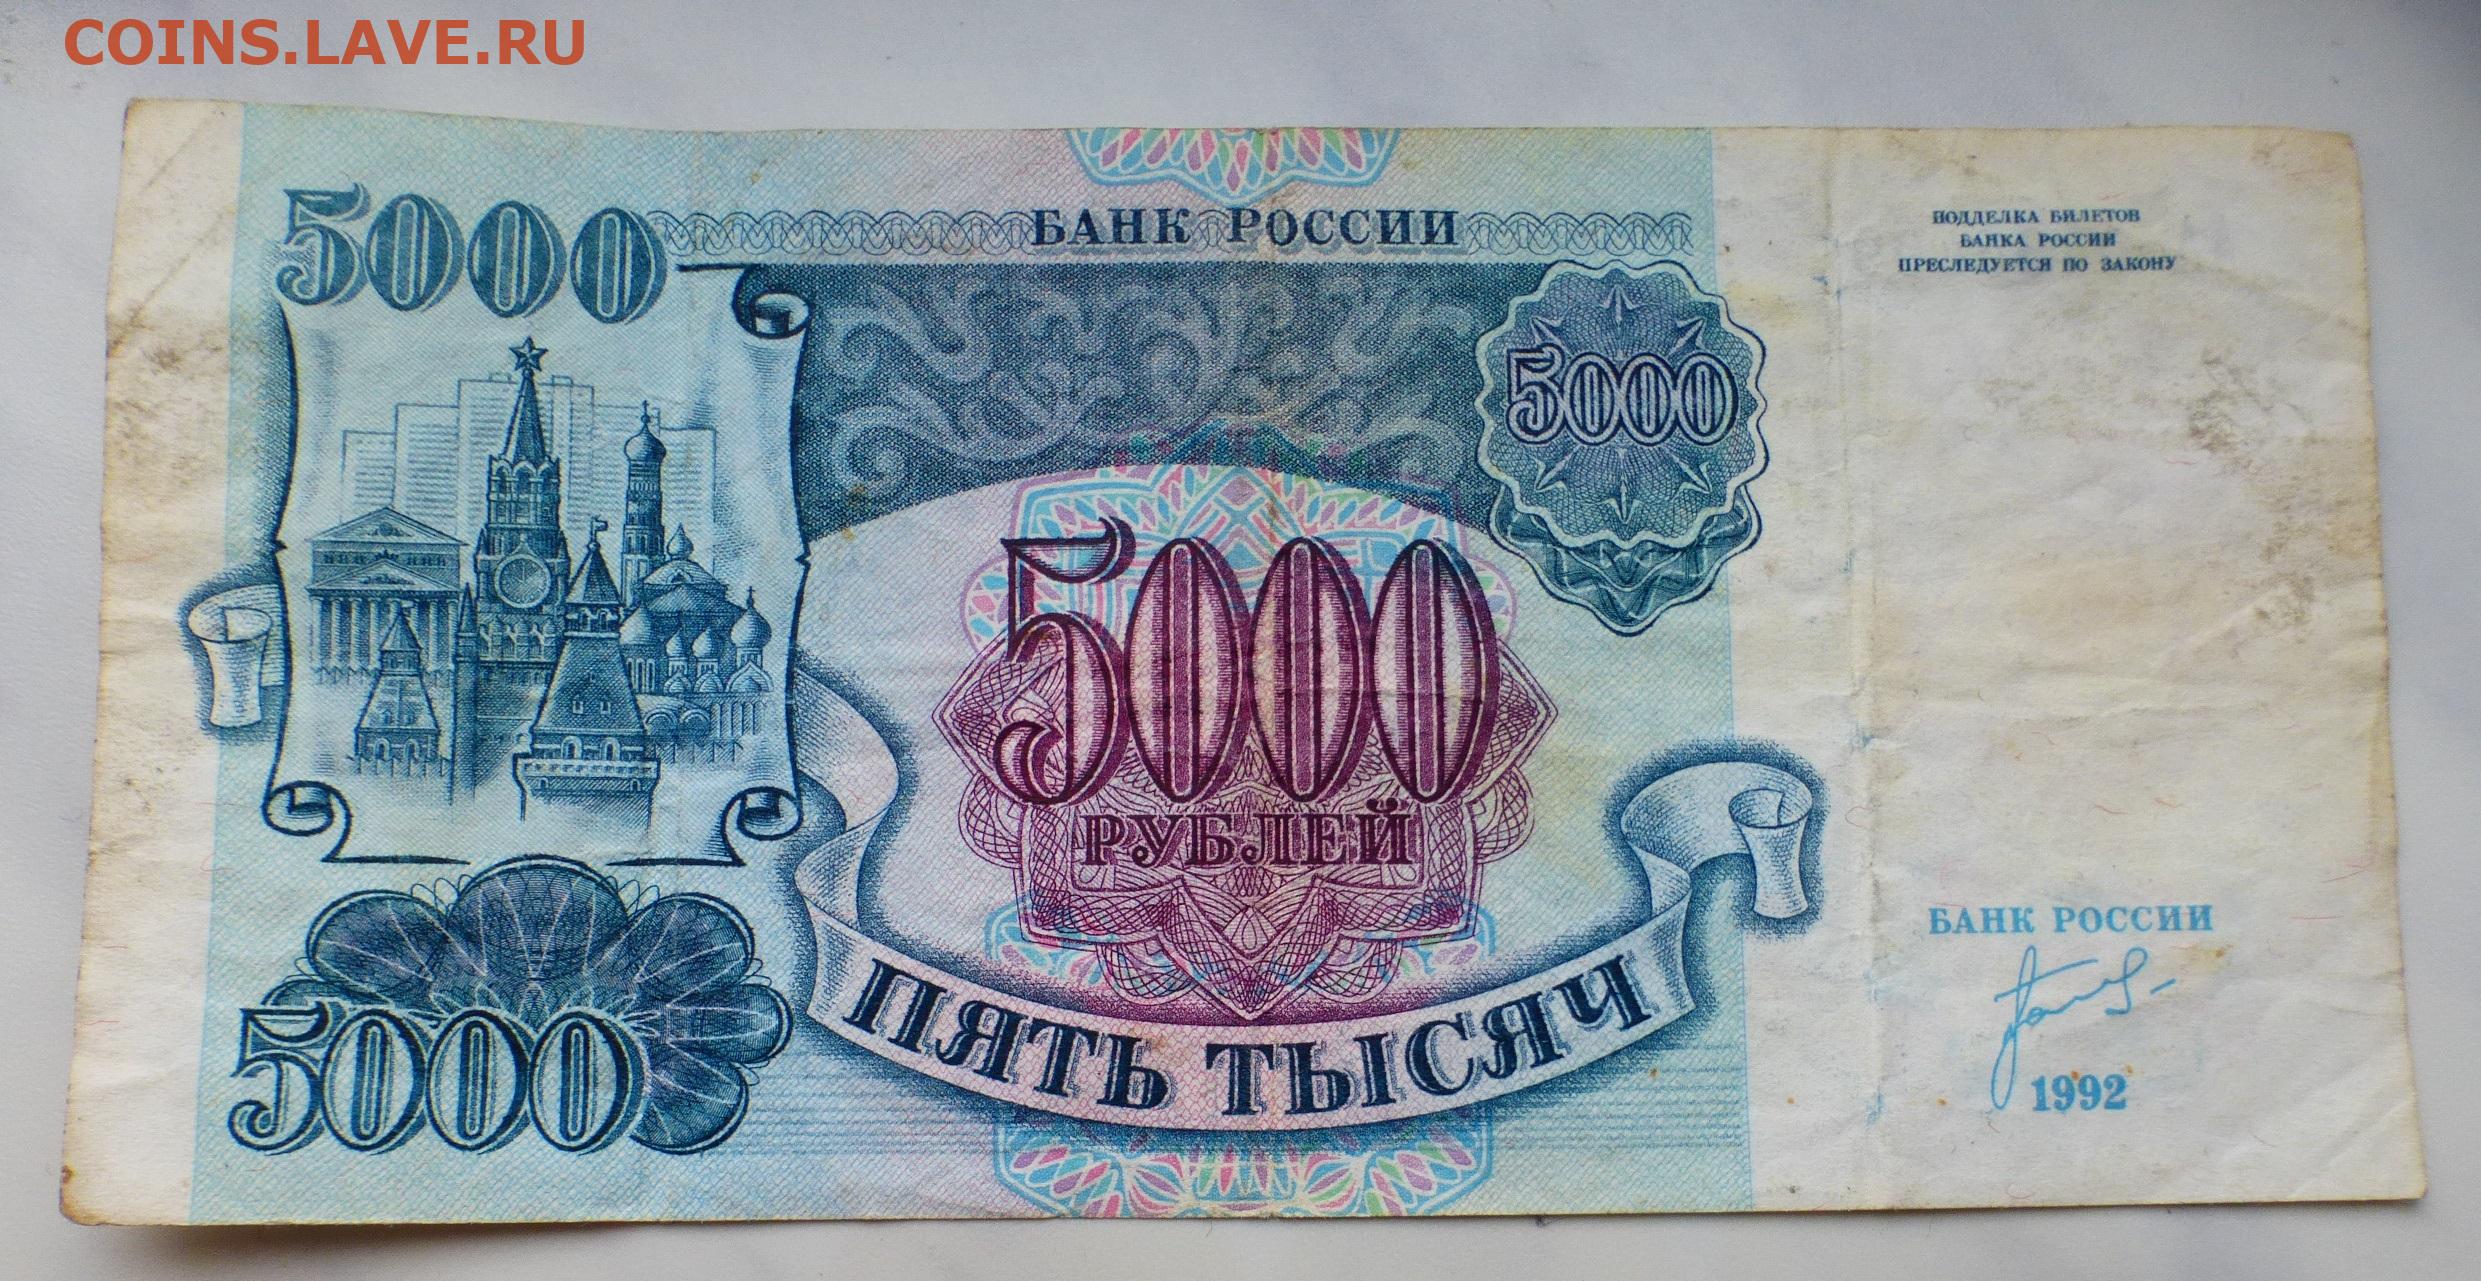 COINS.LAVE.RU
5000
БАНК РОССИИ
ПОДДЕЛКА БИЛЕТОВ
БАНКА РОССИИ
ПРЕСЛЕДУЕТСЯ ПО ЗАКОНУ
5000
5000
РУБЛЕЙ
ПЯТЬ ТЫСЯЧ
5000
БАНК РОССИИ
1992